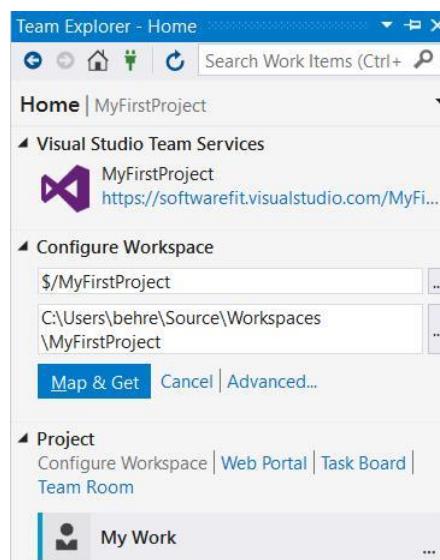 Team Explorer - Home
Search Work Items (Ctrl+
Home | MyFirstProject
Visual Studio Team Services
MyFirstProject
https://softwarefit.visualstudio.com/MyFi...
Configure Workspace
$/MyFirstProject
...
C:\Users\behre\Source\Workspaces
\MyFirstProject
...
Map & Get Cancel | Advanced...
Project
Configure Workspace | Web Portal | Task Board |
Team Room
My Work
...